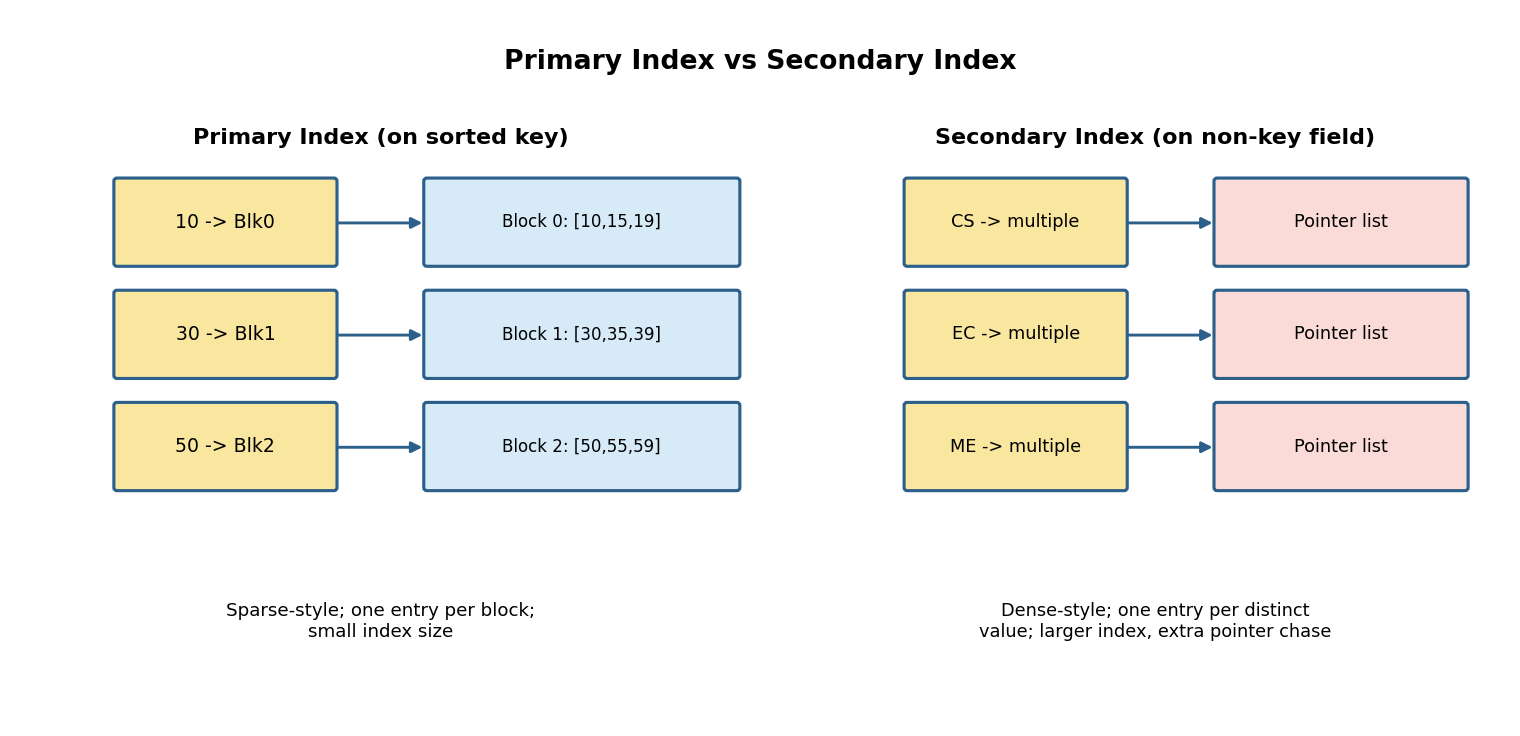 Primary Index vs Secondary Index
Primary Index (on sorted key)
10 -> Blk0
Block 0: [10,15,19]
30 -> Blk1
Block 1: [30,35,39]
50 -> Blk2
Block 2: [50,55,59]
Sparse-style; one entry per block;
small index size
Secondary Index (on non-key field)
CS -> multiple
Pointer list
EC -> multiple
Pointer list
ME -> multiple
Pointer list
Dense-style; one entry per distinct
value; larger index, extra pointer chase